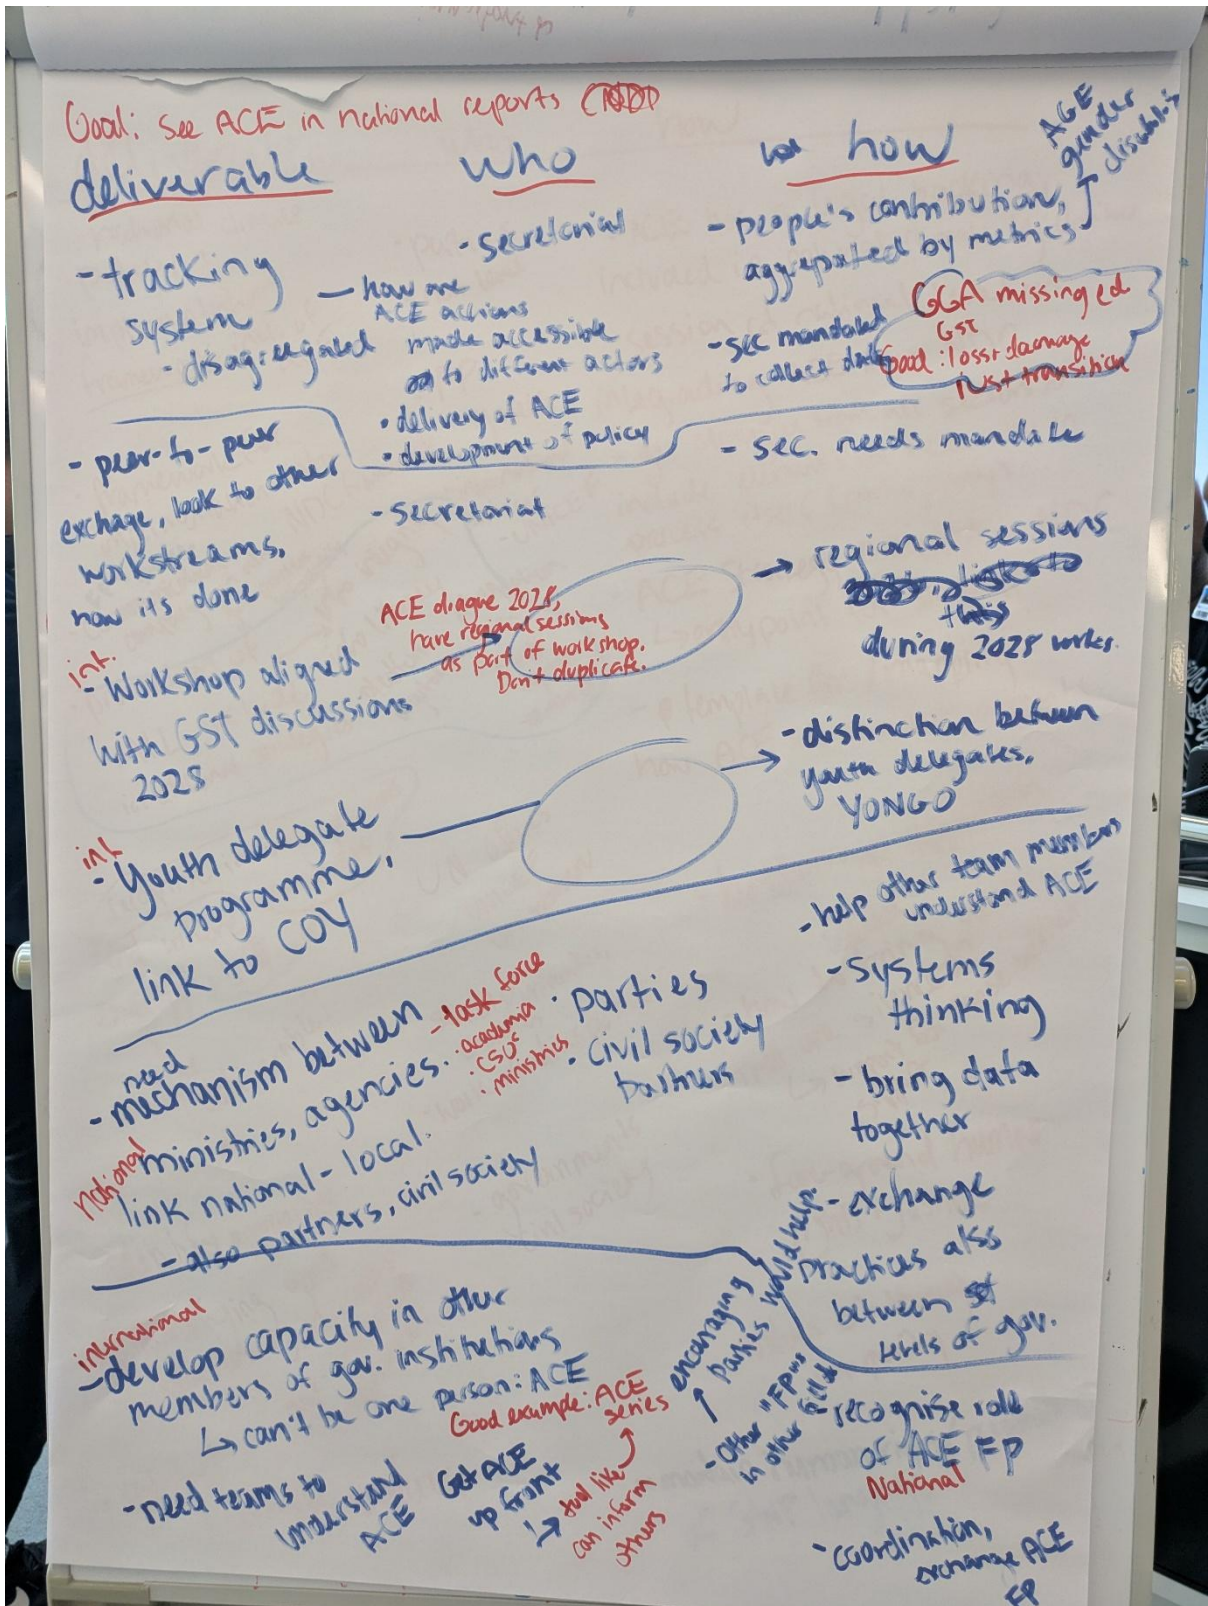 Goal: see ACE in national reports
deliverable
who
how
AGE
gender
- tracking
system
- disagreegated
- secretariat
- how are
ACE actions
made accessible
to different actors
• delivery of ACE
• development of policy
- people's contribution,
aggregated by metrics
- sec mandated
to collect data
GGA missing ed
GST
Good: loss+damage
just transition
- peer-to-peer
exchage, look to other
workstreams,
how its done
- secretariat
- sec. needs mandate
int.
- Workshop aligned
with GST discussions
2028
ACE 2028,
have regional sessions
as part of workshop.
Don't duplicate.
→ regional sessions
this
during 2028 works.
int
- Youth delegate
programme,
link to COY
- distinction between
youth delegates,
YONGO
need
- mechanism between
ministries, agencies.
national
link national - local.
- also partners, civil society
- task force
• academia
• CSOs
• ministries
• parties
• civil society
partners
- help other team members
understand ACE
- systems
thinking
- bring data
together
- exchange
practices also
between
levels of gov.
international
- develop capacity in other
members of gov. institutions
↳ can't be one person: ACE
Good example: ACE
series
- need teams to
understand
ACE
Get ACE
up front
↳ tool like
can inform
others
encouraging
parties would help
- Other "FPs"
in other
- recognise role
of ACE FP
National
- coordination,
exchange ACE
FP